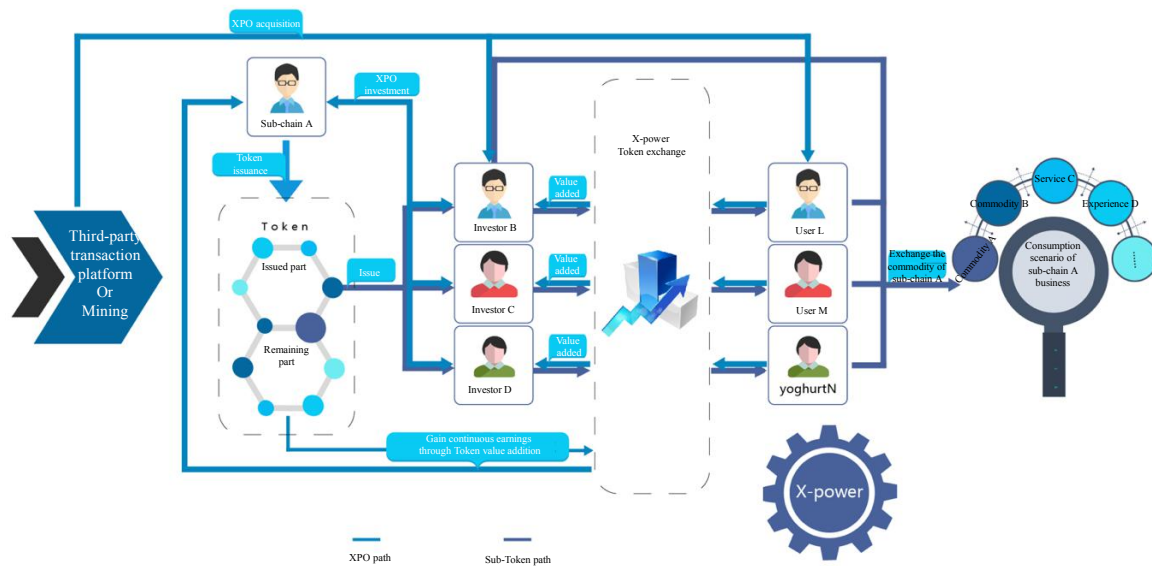 XPO acquisition
XPO
investment
Sub-chain A
Token
issuance
Third-party
transaction
platform
Or
Mining
Token
Issued part
Remaining
part
Issue
Investor B
Investor C
Investor D
Value
added
Value
added
Value
added
X-power
Token exchange
User L
User M
yoghurtN
Exchange the
commodity of
sub-chain A
Commodity A
Commodity B
Service C
Experience D
......
Consumption
scenario of
sub-chain A
business
Gain continuous earnings
through Token value addition
X-power
XPO path
Sub-Token path